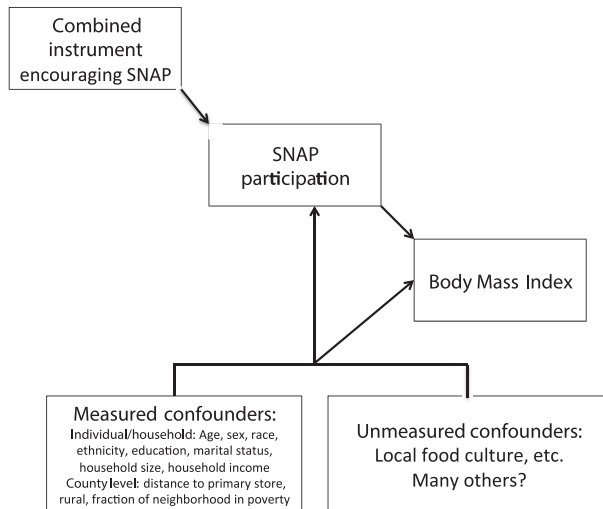 Combined
instrument
encouraging SNAP
SNAP
participation
Body Mass Index
Measured confounders:
Individual/household: Age, sex, race,
ethnicity, education, marital status,
household size, household income
County level: distance to primary store,
rural, fraction of neighborhood in poverty
Unmeasured confounders:
Local food culture, etc.
Many others?